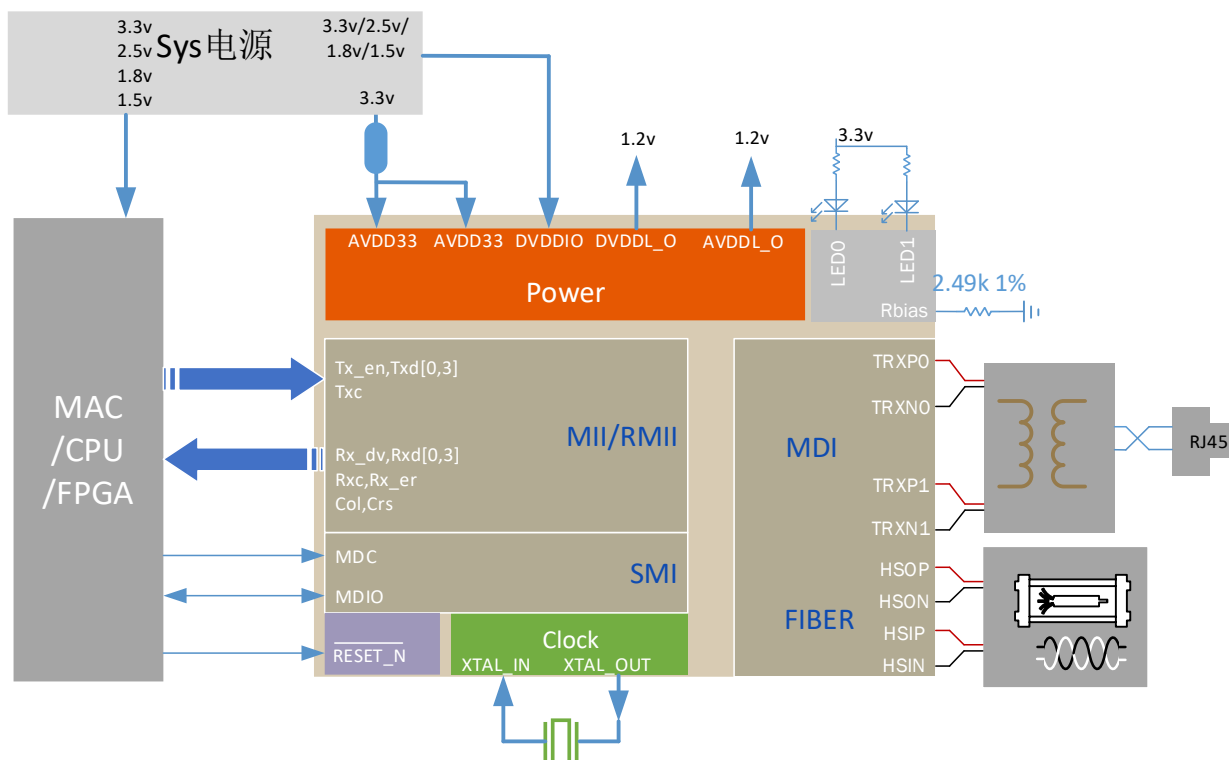 3.3v
2.5v
1.8v
1.5v
Sys电源
3.3v/2.5v/
1.8v/1.5v
3.3v
1.2v
1.2v
3.3v
AVDD33
AVDD33
DVDDIO
DVDDL_O
AVDDL_O
Power
LED0
LED1
2.49k 1%
Rbias
MAC
/CPU
/FPGA
Tx_en,Txd[0,3]
Txc
MII/RMII
Rx_dv,Rxd[0,3]
Rxc,Rx_er
Col,Crs
MDC
SMI
MDIO
RESET_N
Clock
XTAL_IN
XTAL_OUT
MDI
TRXP0
TRXN0
TRXP1
TRXN1
RJ45
FIBER
HSOP
HSON
HSIP
HSIN